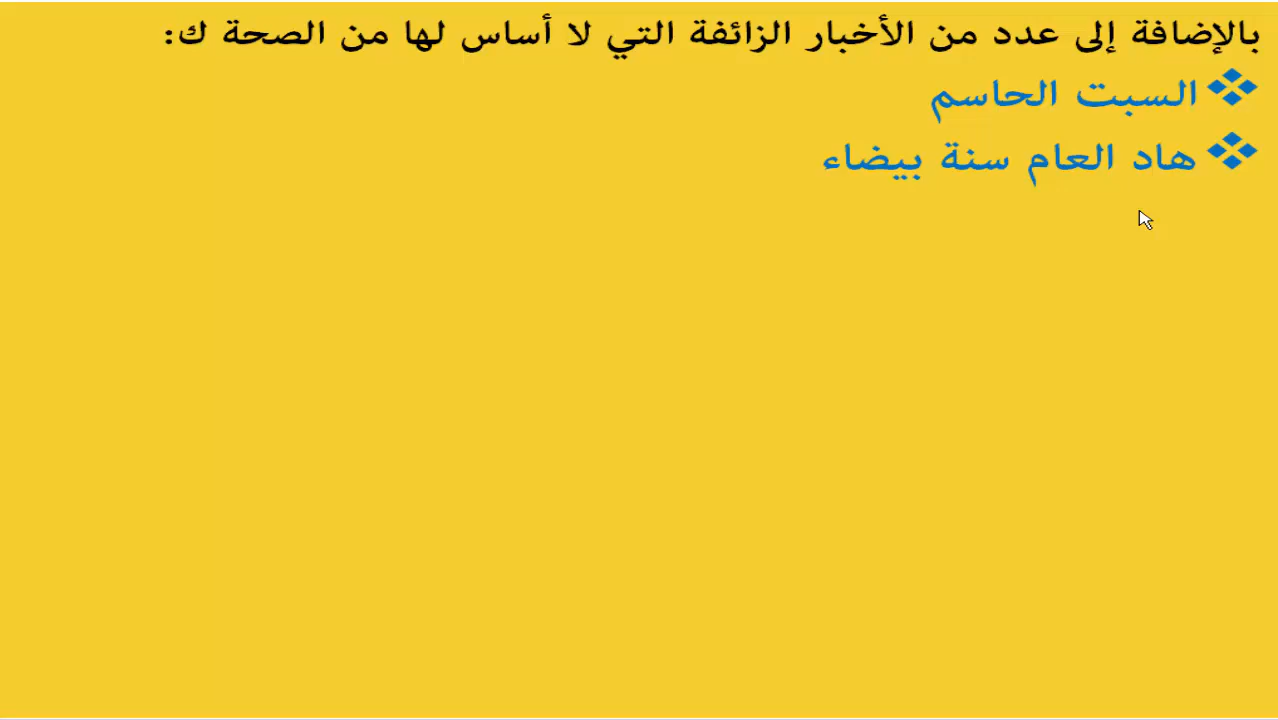 بالإضافة إلى عدد من الأخبار الزائفة التي لا أساس لها من الصحة ك:
السبت الحاسم
هاد العام سنة بيضاء